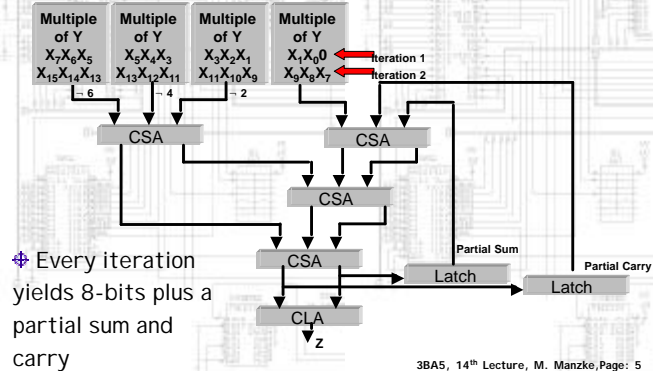 Multiple of Y X7X6X5 X15X14X13
Multiple of Y X5X4X3 X13X12X11
Multiple of Y X3X2X1 X11X10X9
Multiple of Y X1X00 X9X8X7
Iteration 1
Iteration 2
¬ 6
¬ 4
¬ 2
CSA
CSA
CSA
CSA
Partial Sum
Latch
Partial Carry
Latch
CLA
Z
Every iteration
yields 8-bits plus a
partial sum and
carry
3BA5, 14th Lecture, M. Manzke,Page: 5